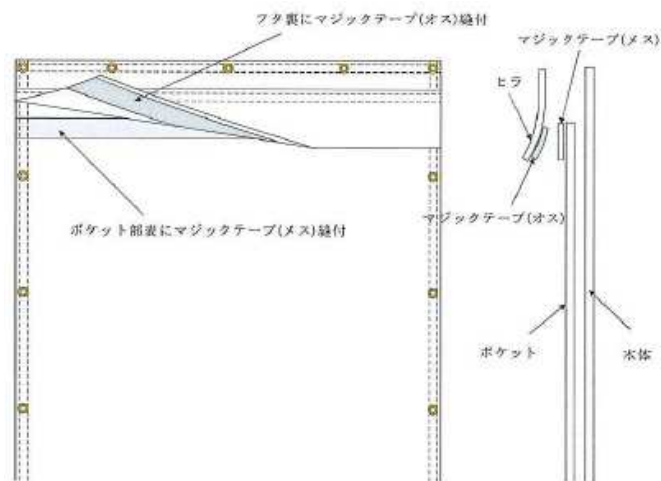 フタ裏にマジックテープ(オス)縫付
マジックテープ(メス)
ヒラ
マジックテープ(オス)
ポケット部表にマジックテープ(メス)縫付
ポケット
本体